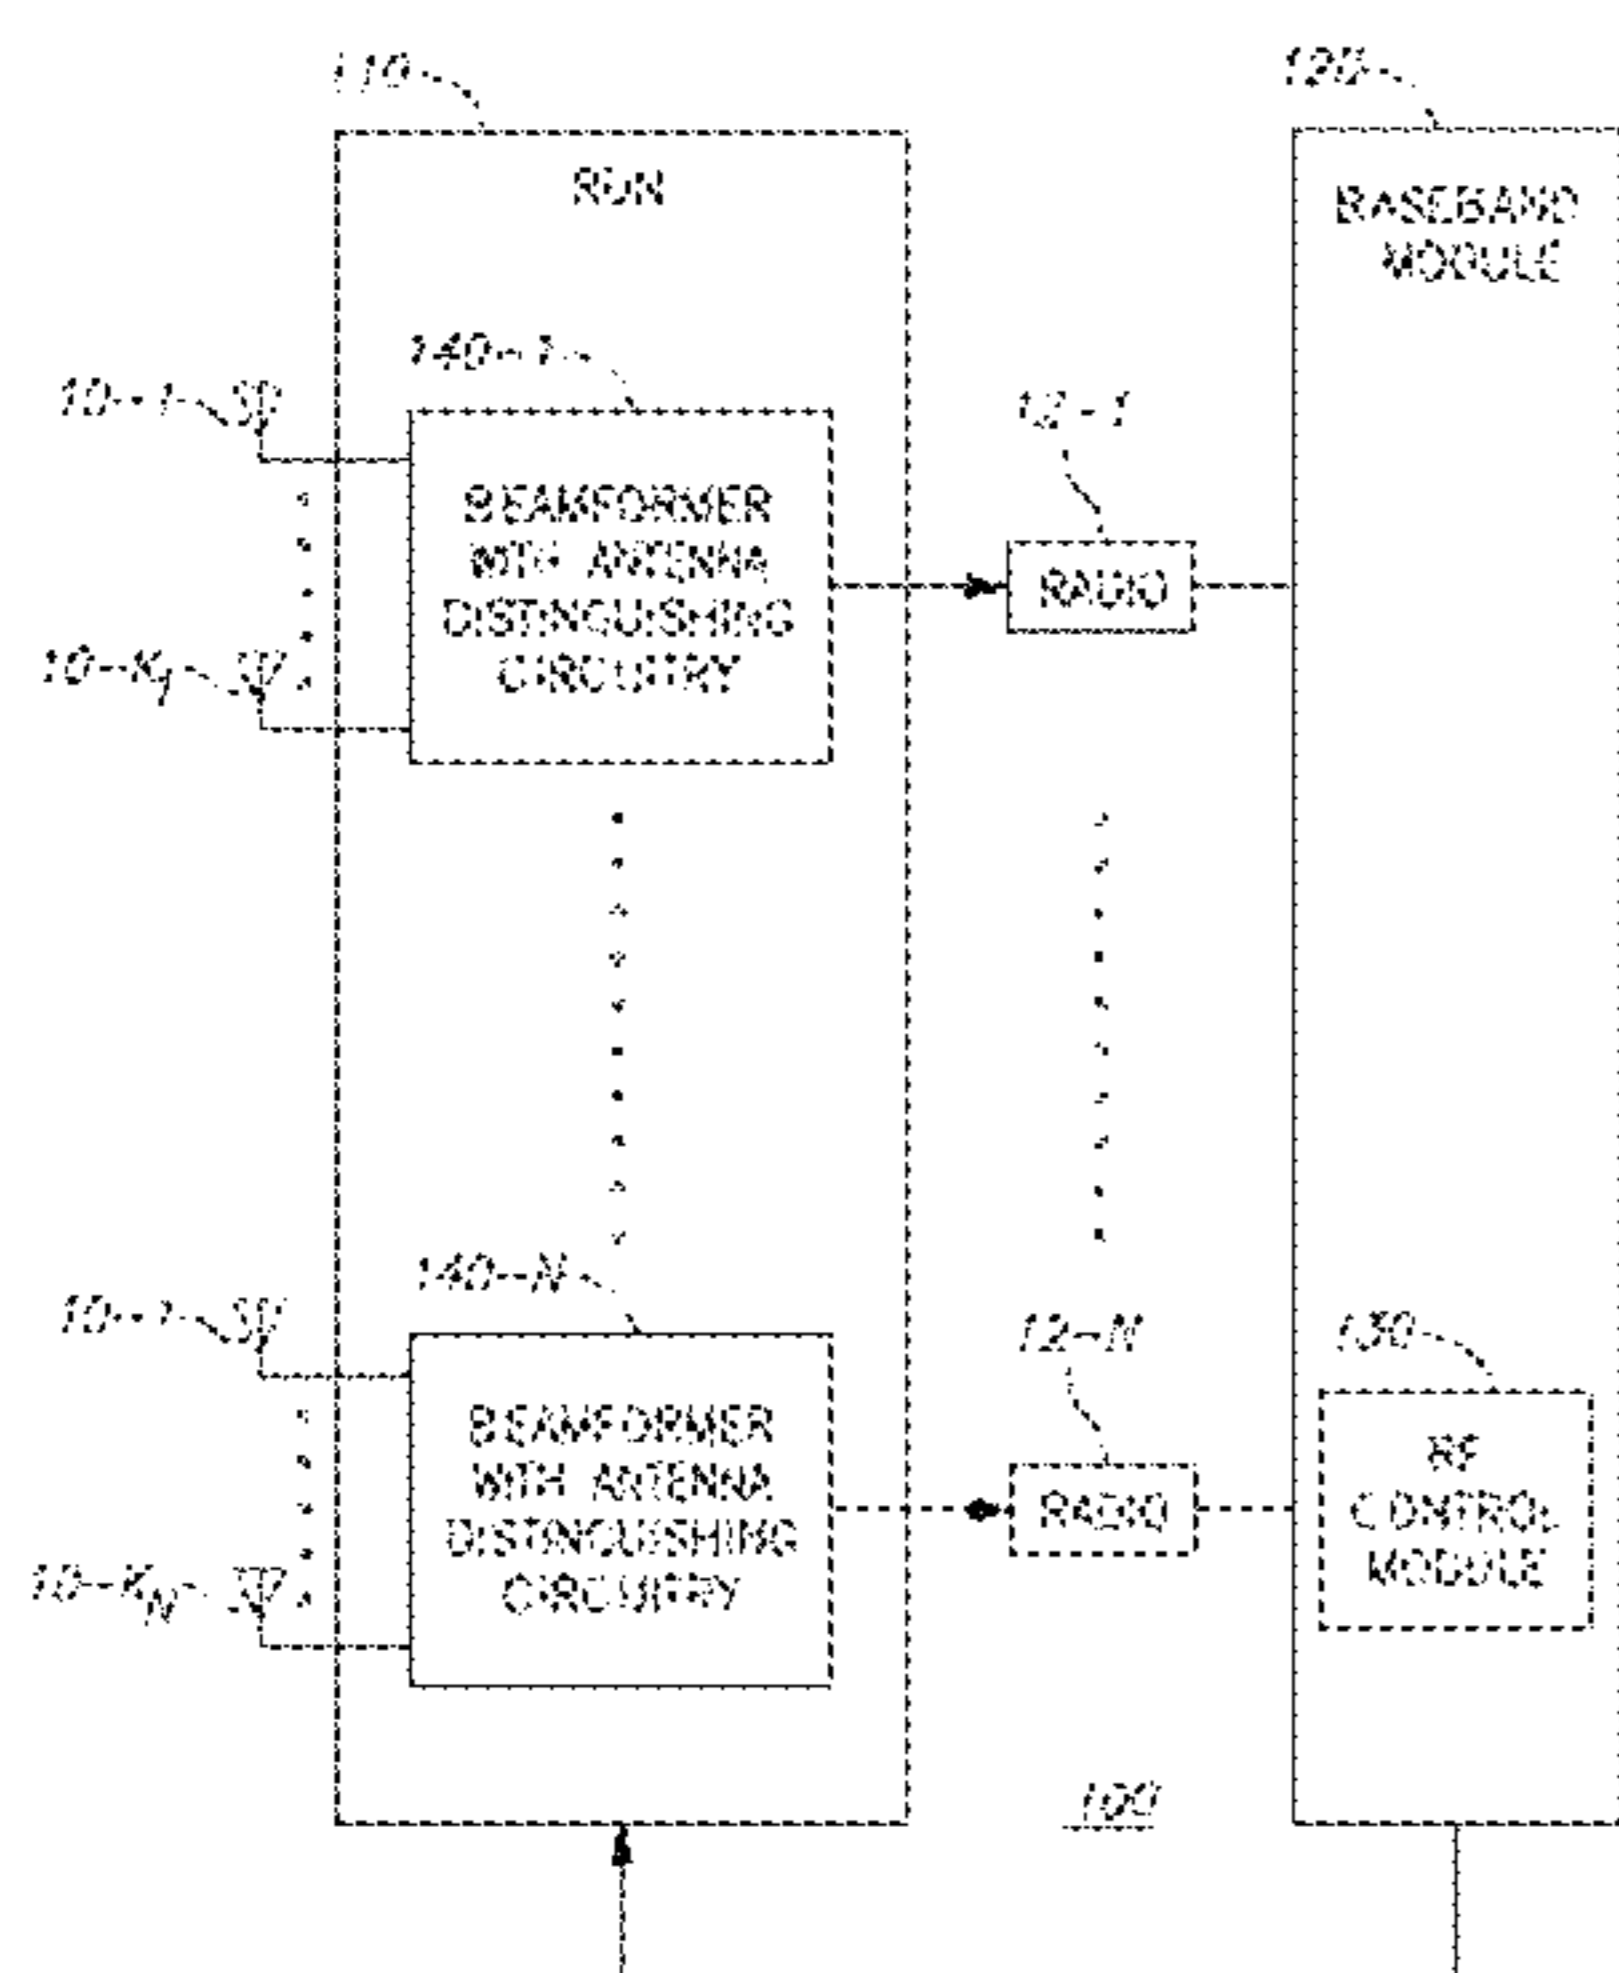 110
120
RDN
BASEBAND
MODULE
140-1
10-1
12-1
BEAMFORMER
WITH ANTENNA
DISTINGUISHING
CIRCUITRY
RADIO
10-K1
140-N
10-1
12-N
130
BEAMFORMER
WITH ANTENNA
DISTINGUISHING
CIRCUITRY
RADIO
RF
CONTROL
MODULE
10-KN
100